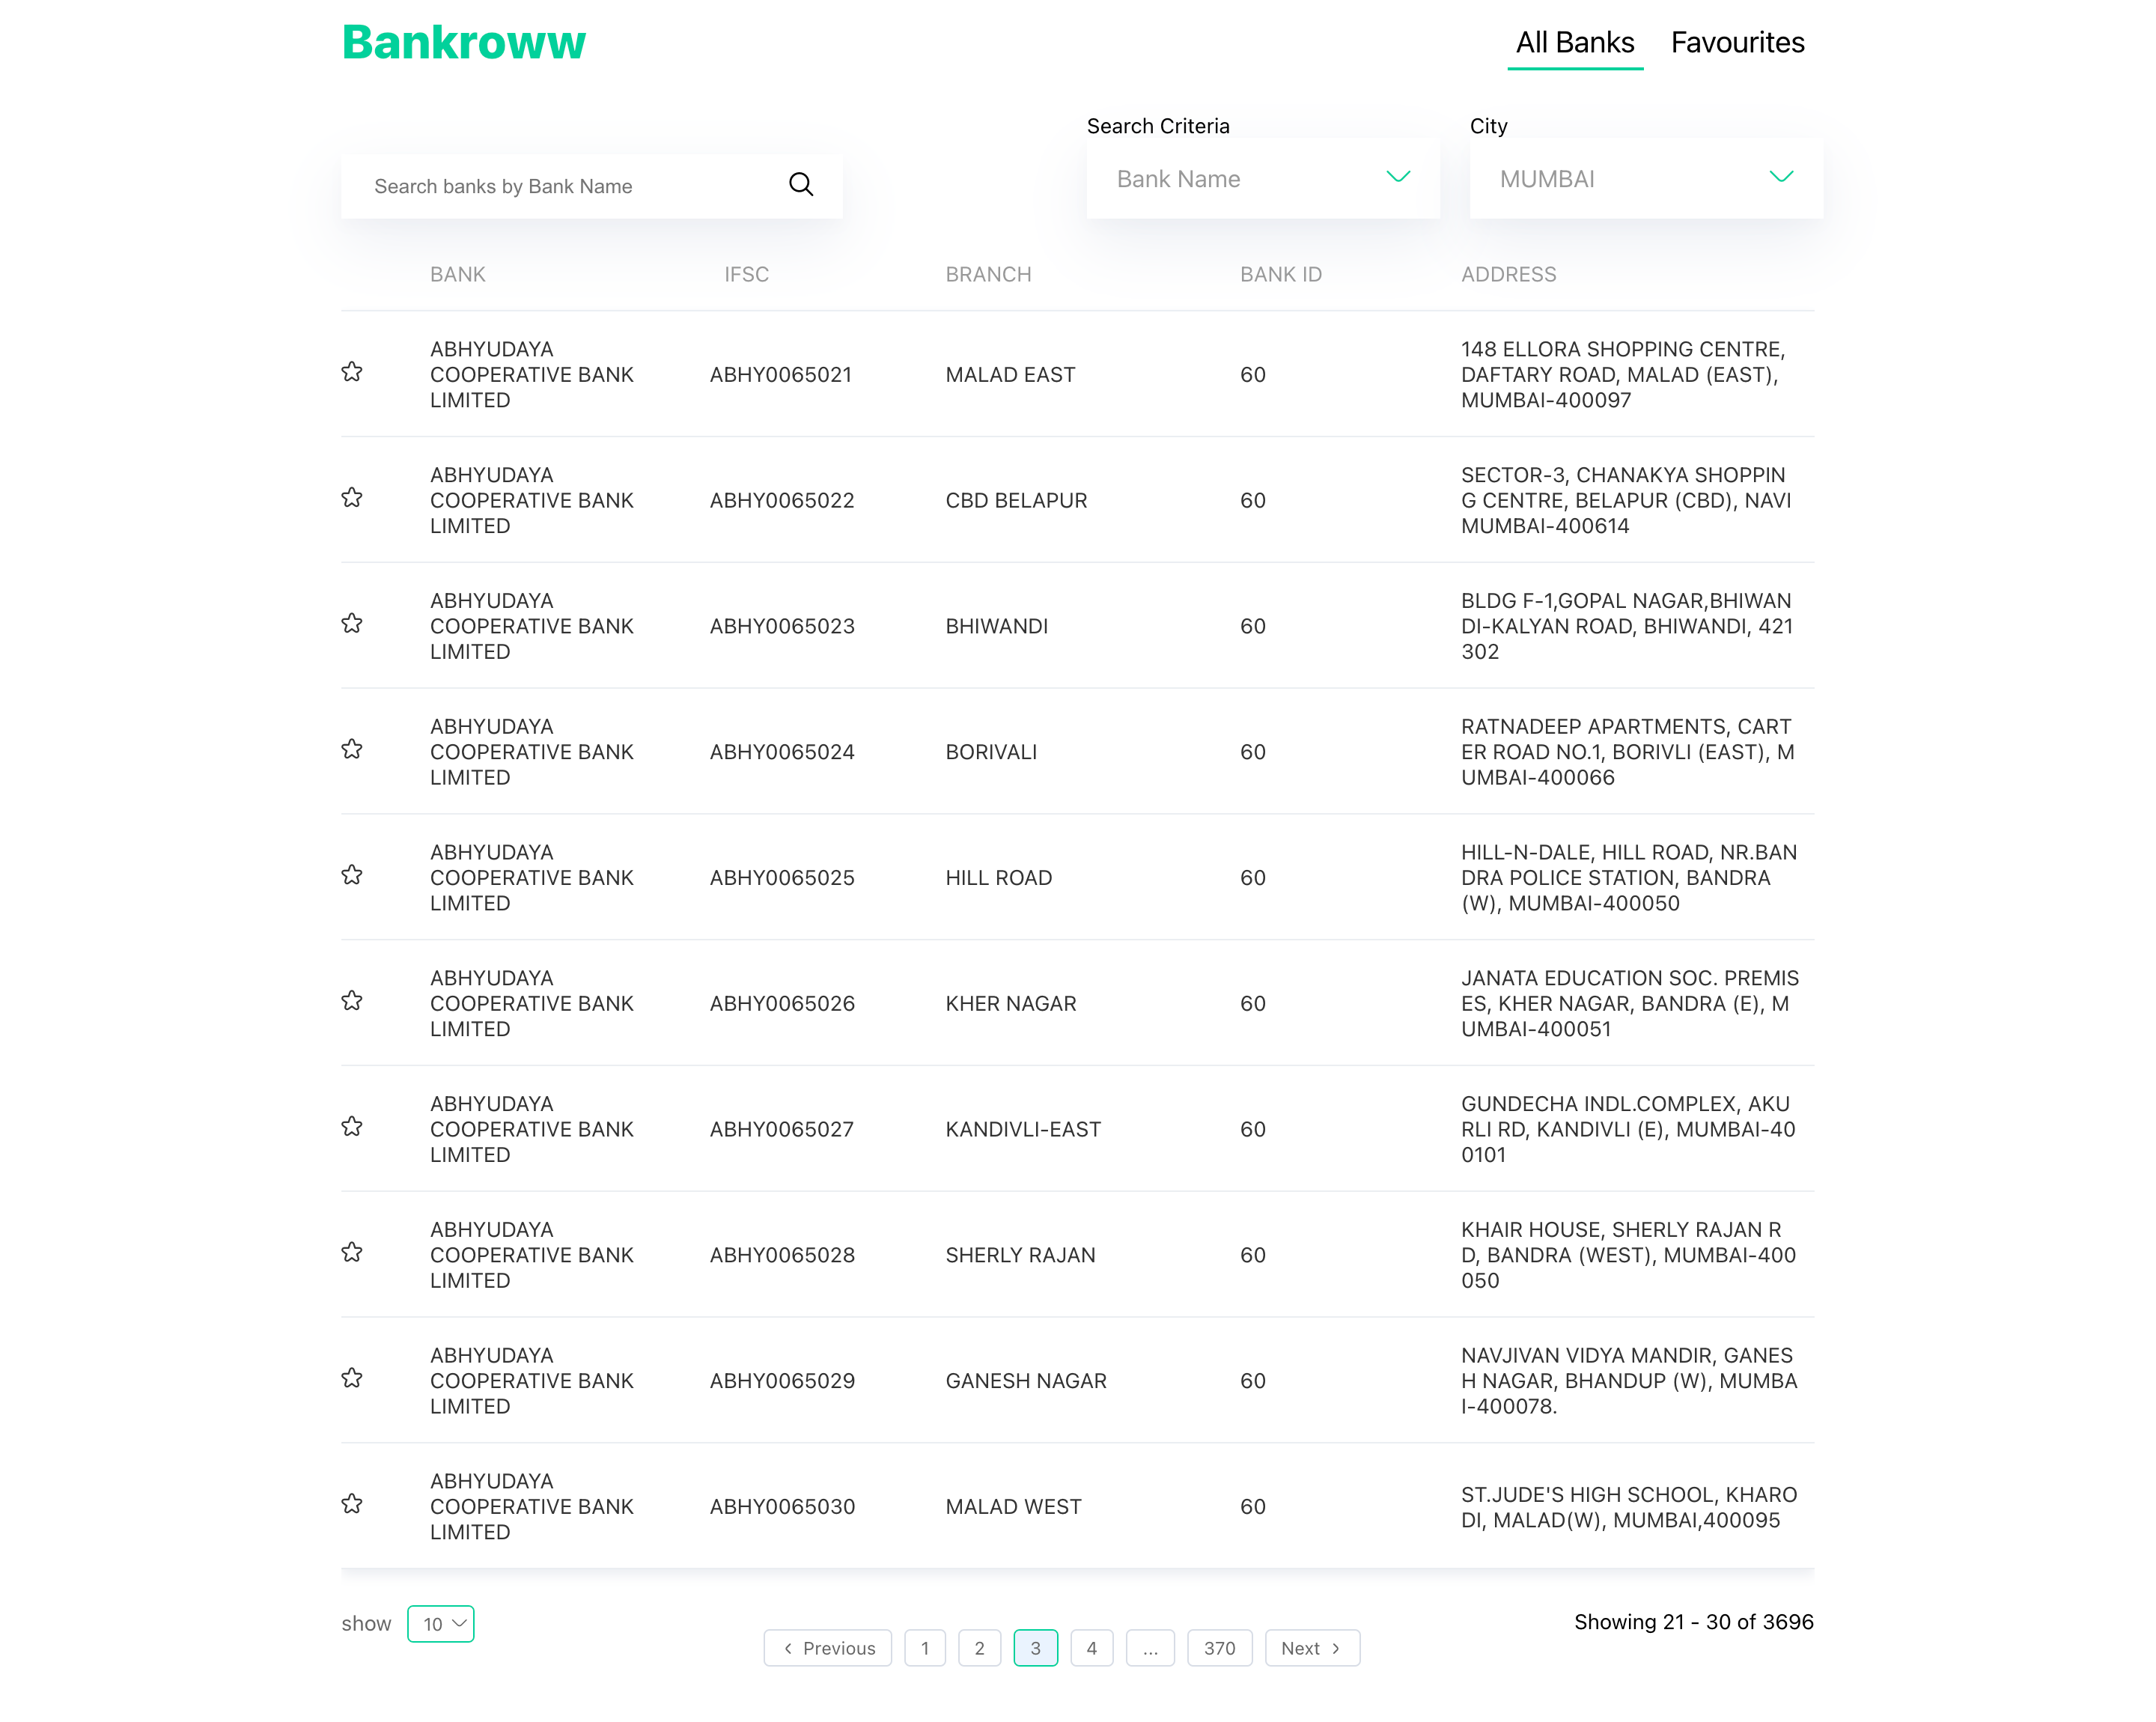 Bankroww
All Banks
Favourites
Search Criteria
City
Search banks by Bank Name
Bank Name
MUMBAI
BANK
IFSC
BRANCH
BANK ID
ADDRESS
ABHYUDAYA
COOPERATIVE BANK
LIMITED
ABHY0065021
MALAD EAST
60
148 ELLORA SHOPPING CENTRE,
DAFTARY ROAD, MALAD (EAST),
MUMBAI-400097
ABHYUDAYA
COOPERATIVE BANK
LIMITED
ABHY0065022
CBD BELAPUR
60
SECTOR-3, CHANAKYA SHOPPIN
G CENTRE, BELAPUR (CBD), NAVI
MUMBAI-400614
ABHYUDAYA
COOPERATIVE BANK
LIMITED
ABHY0065023
BHIWANDI
60
BLDG F-1,GOPAL NAGAR,BHIWAN
DI-KALYAN ROAD, BHIWANDI, 421
302
ABHYUDAYA
COOPERATIVE BANK
LIMITED
ABHY0065024
BORIVALI
60
RATNADEEP APARTMENTS, CART
ER ROAD NO.1, BORIVLI (EAST), M
UMBAI-400066
ABHYUDAYA
COOPERATIVE BANK
LIMITED
ABHY0065025
HILL ROAD
60
HILL-N-DALE, HILL ROAD, NR.BAN
DRA POLICE STATION, BANDRA
(W), MUMBAI-400050
ABHYUDAYA
COOPERATIVE BANK
LIMITED
ABHY0065026
KHER NAGAR
60
JANATA EDUCATION SOC. PREMIS
ES, KHER NAGAR, BANDRA (E), M
UMBAI-400051
ABHYUDAYA
COOPERATIVE BANK
LIMITED
ABHY0065027
KANDIVLI-EAST
60
GUNDECHA INDL.COMPLEX, AKU
RLI RD, KANDIVLI (E), MUMBAI-40
0101
ABHYUDAYA
COOPERATIVE BANK
LIMITED
ABHY0065028
SHERLY RAJAN
60
KHAIR HOUSE, SHERLY RAJAN R
D, BANDRA (WEST), MUMBAI-400
050
ABHYUDAYA
COOPERATIVE BANK
LIMITED
ABHY0065029
GANESH NAGAR
60
NAVJIVAN VIDYA MANDIR, GANES
H NAGAR, BHANDUP (W), MUMBA
I-400078.
ABHYUDAYA
COOPERATIVE BANK
LIMITED
ABHY0065030
MALAD WEST
60
ST.JUDE'S HIGH SCHOOL, KHARO
DI, MALAD(W), MUMBAI,400095
show
10
Showing 21 - 30 of 3696
Previous
1
2
3
4
...
370
Next